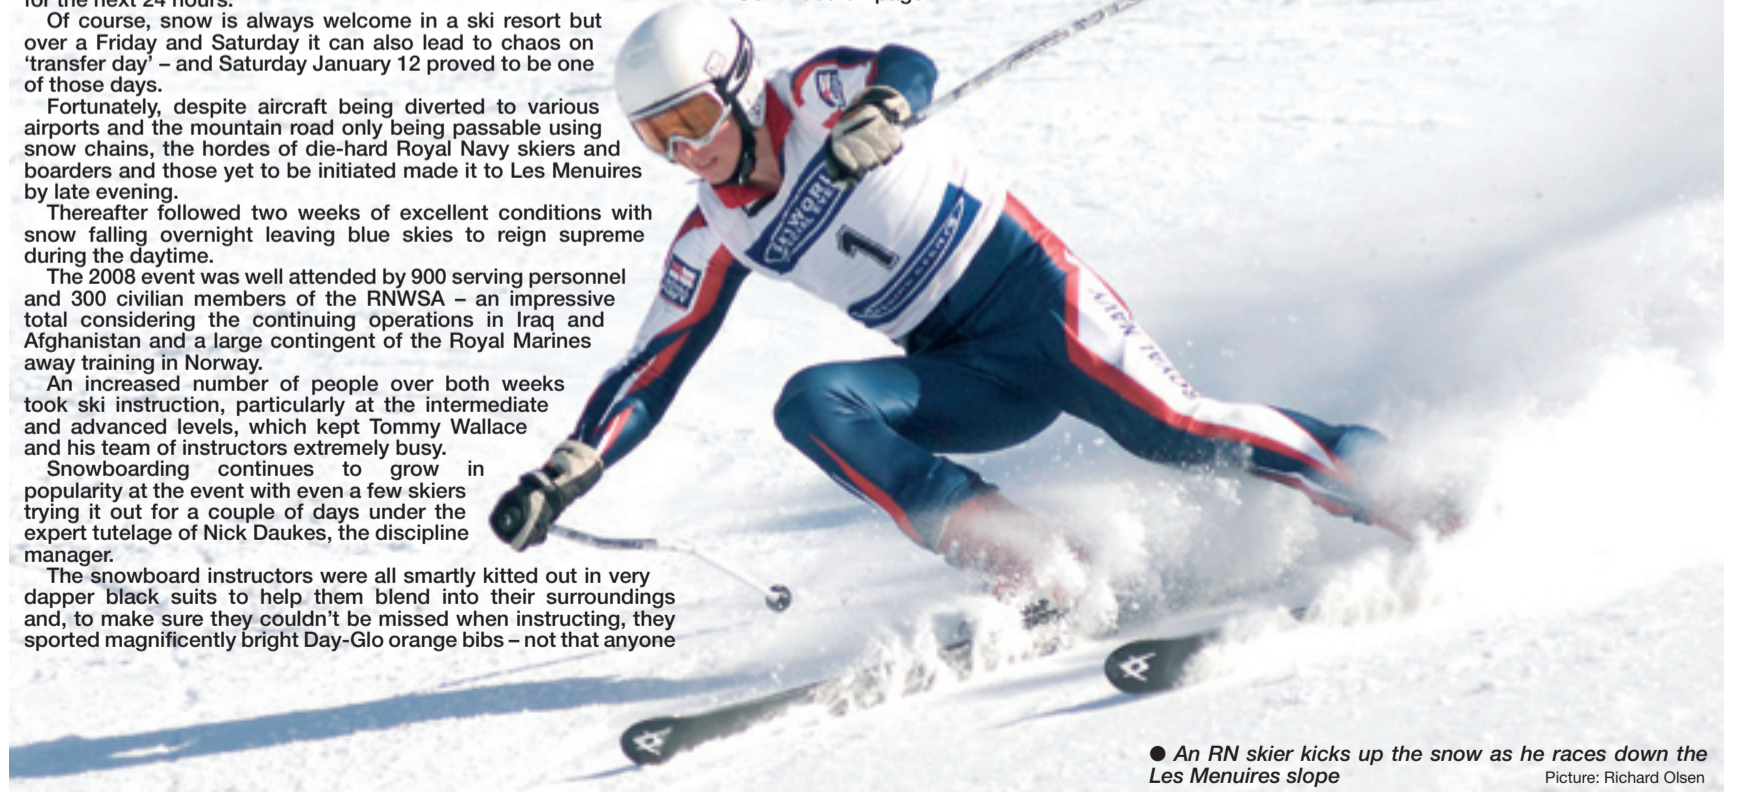 for the next 24 hours.
Of course, snow is always welcome in a ski resort but
over a Friday and Saturday it can also lead to chaos on
‘transfer day’ – and Saturday January 12 proved to be one
of those days.
Fortunately, despite aircraft being diverted to various
airports and the mountain road only being passable using
snow chains, the hordes of die-hard Royal Navy skiers and
boarders and those yet to be initiated made it to Les Menuires
by late evening.
Thereafter followed two weeks of excellent conditions with
snow falling overnight leaving blue skies to reign supreme
during the daytime.
The 2008 event was well attended by 900 serving personnel
and 300 civilian members of the RNWSA – an impressive
total considering the continuing operations in Iraq and
Afghanistan and a large contingent of the Royal Marines
away training in Norway.
An increased number of people over both weeks
took ski instruction, particularly at the intermediate
and advanced levels, which kept Tommy Wallace
and his team of instructors extremely busy.
Snowboarding continues to grow in
popularity at the event with even a few skiers
trying it out for a couple of days under the
expert tutelage of Nick Daukes, the discipline
manager.
The snowboard instructors were all smartly kitted out in very
dapper black suits to help them blend into their surroundings
and, to make sure they couldn’t be missed when instructing, they
sported magnificently bright Day-Glo orange bibs – not that anyone
1
ROYAL NAVY
● An RN skier kicks up the snow as he races down the
Les Menuires slope
Picture: Richard Olsen